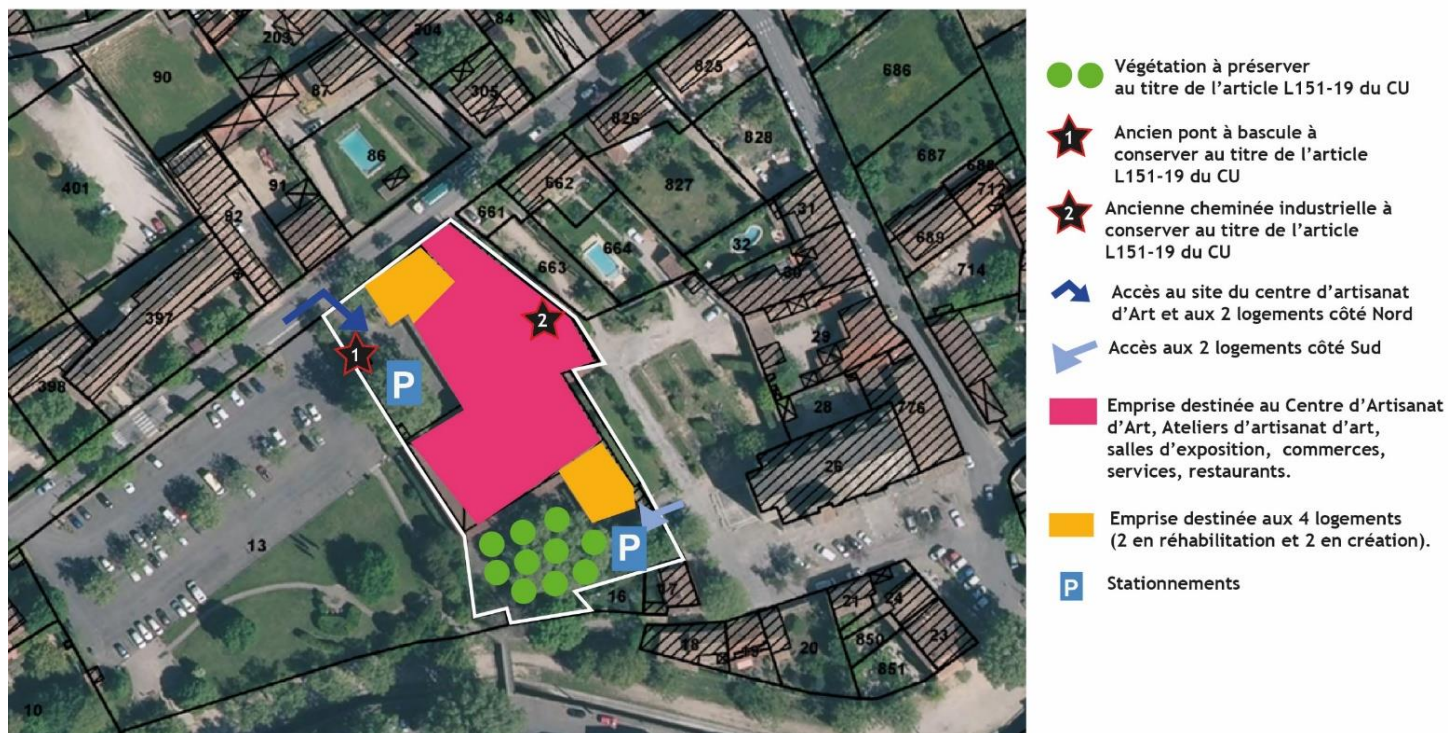 203
304
84
90
87
305
825
686
826
86
828
401
91
662
827
687
688
712
92
661
31
689
32
663
664
30
714
397
2
1
P
29
398
28
776
26
13
P
16
17
21
24
18
19
20
850
23
851
10
Végétation à préserver
au titre de l’article L151-19 du CU
1
Ancien pont à bascule à
conserver au titre de l’article
L151-19 du CU
2
Ancienne cheminée industrielle à
conserver au titre de l’article
L151-19 du CU
Accès au site du centre d’artisanat
d’Art et aux 2 logements côté Nord
Accès aux 2 logements côté Sud
Emprise destinée au Centre d’Artisanat
d’Art, Ateliers d’artisanat d’art,
salles d’exposition, commerces,
services, restaurants.
Emprise destinée aux 4 logements
(2 en réhabilitation et 2 en création).
P
Stationnements